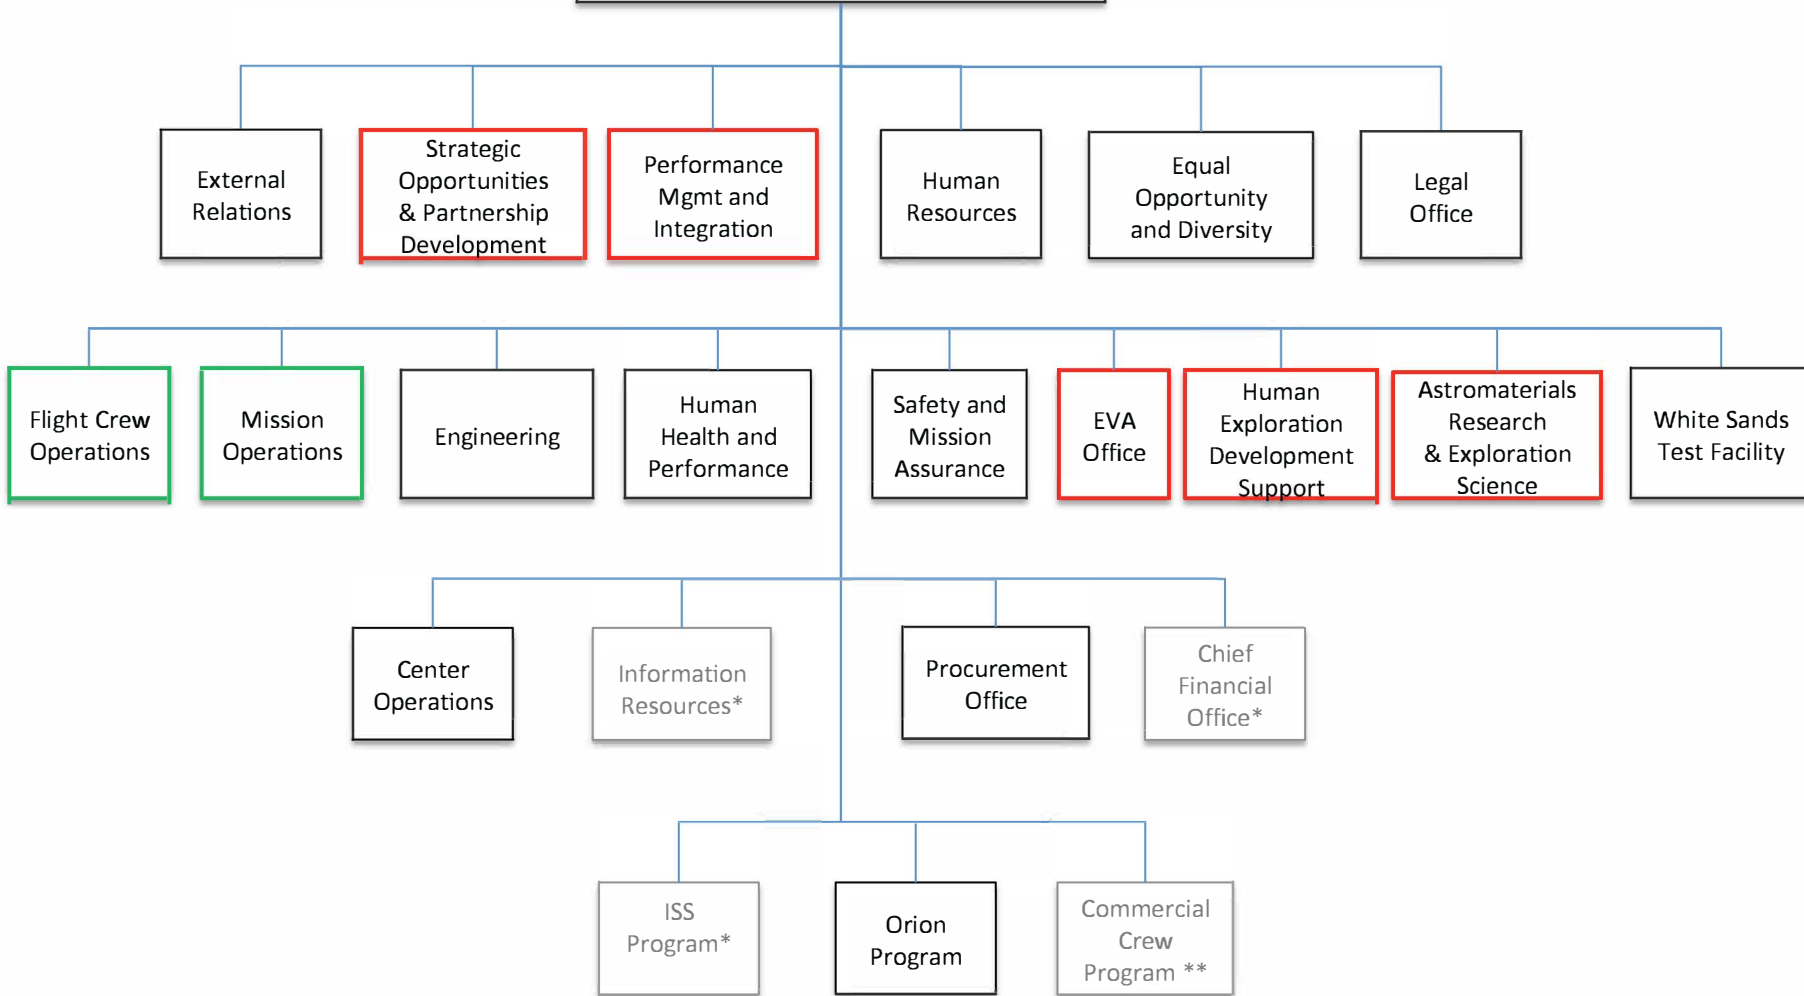 External
Relations
Strategic
Opportunities
& Partnership
Development
Performance
Mgmt and
Integration
Human
Resources
Equal
Opportunity
and Diversity
Legal
Office
Flight Crew
Operations
Mission
Operations
Engineering
Human
Health and
Performance
Safety and
Mission
Assurance
EVA
Office
Human
Exploration
Development
Support
Astromaterials
Research
& Exploration
Science
White Sands
Test Facility
Center
Operations
Information
Resources*
Procurement
Office
Chief
Financial
Office*
ISS
Program*
Orion
Program
Commercial
Crew
Program **